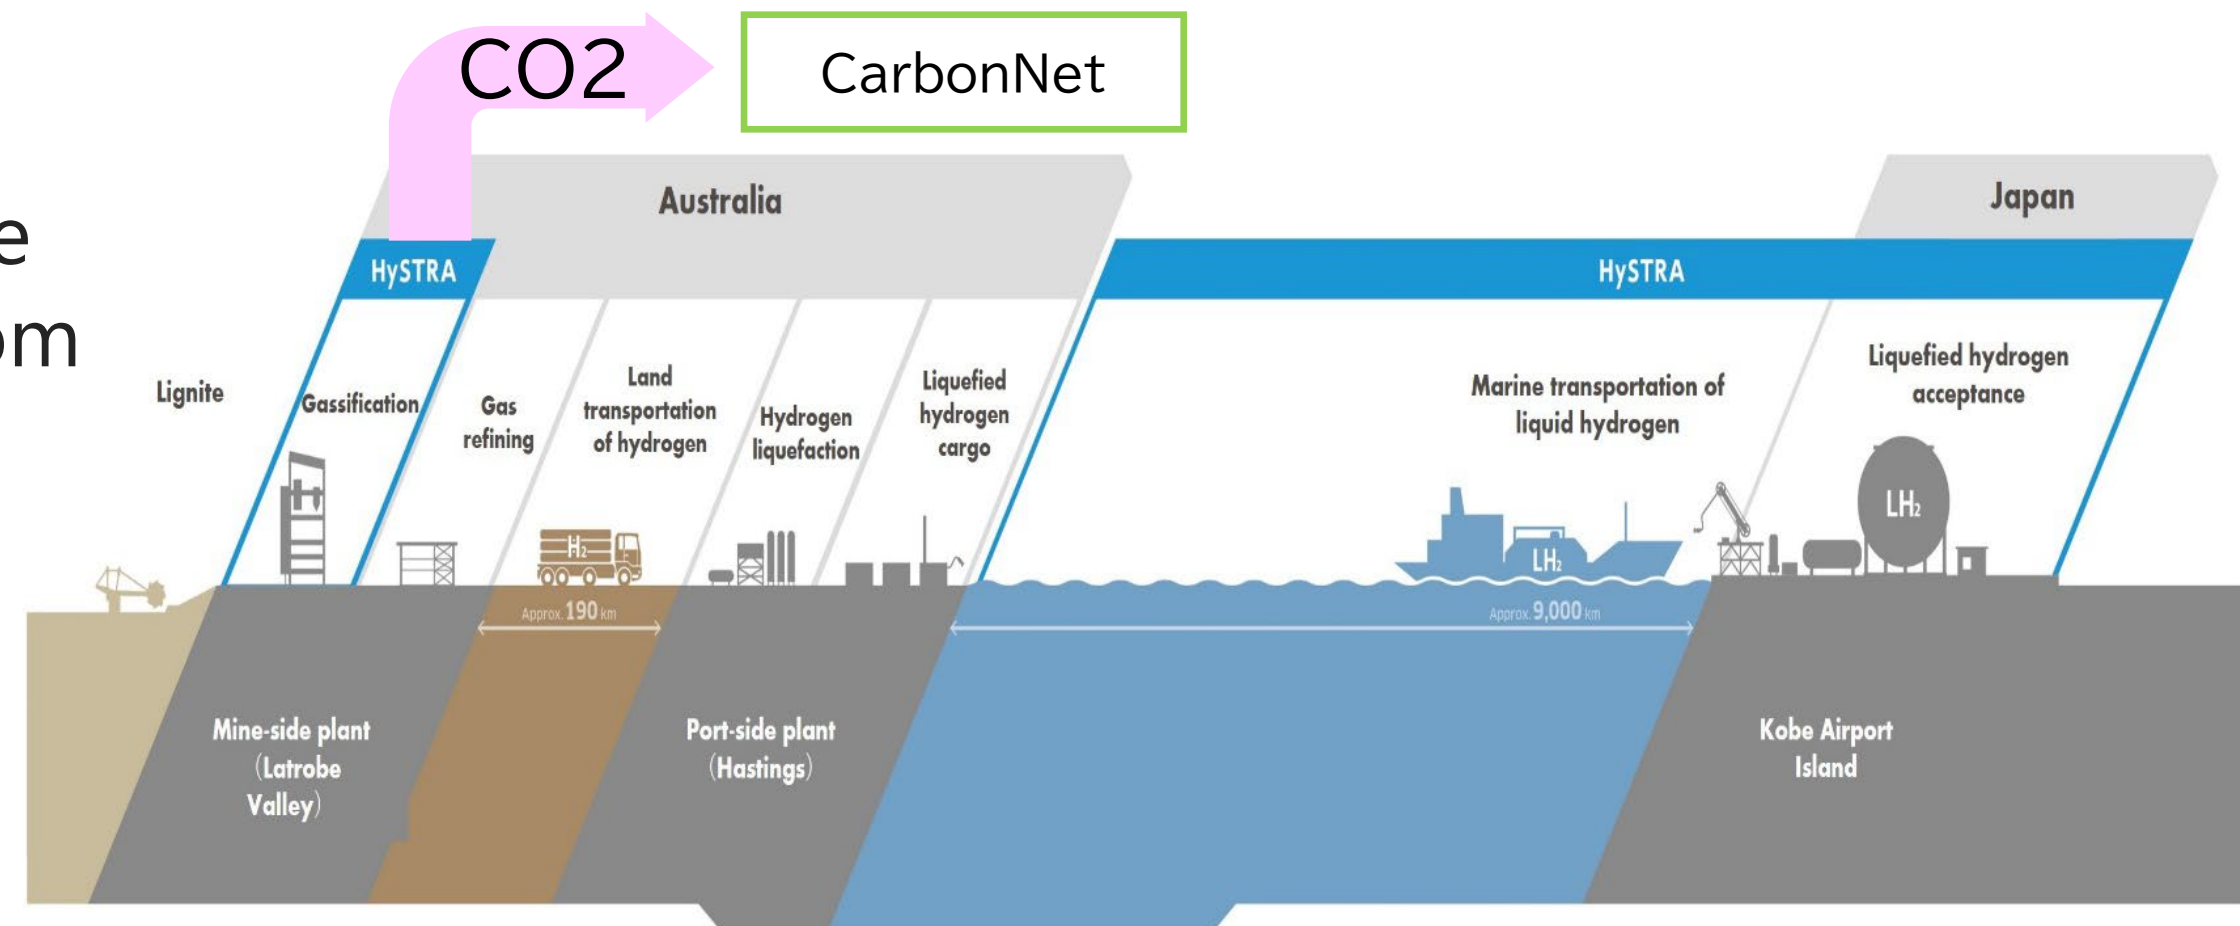 CO2
CarbonNet
e
om
Australia
Japan
HySTRA
HySTRA
Lignite
Gassification
Gas
refining
Land
transportation
of hydrogen
Hydrogen
liquefaction
Liquefied
hydrogen
cargo
Marine transportation of
liquid hydrogen
Liquefied hydrogen
acceptance
H₂
LH₂
LH₂
Approx. 190 km
Approx. 9,000 km
Mine-side plant
(Latrobe
Valley)
Port-side plant
(Hastings)
Kobe Airport
Island